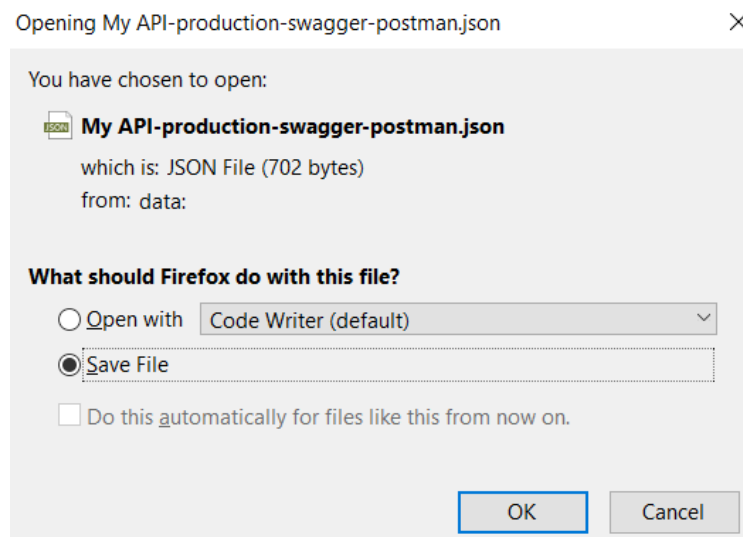 Opening My API-production-swagger-postman.json
You have chosen to open:
JSON My API-production-swagger-postman.json
which is: JSON File (702 bytes)
from: data:
What should Firefox do with this file?
Open with Code Writer (default)
Save File
Do this automatically for files like this from now on.
OK Cancel